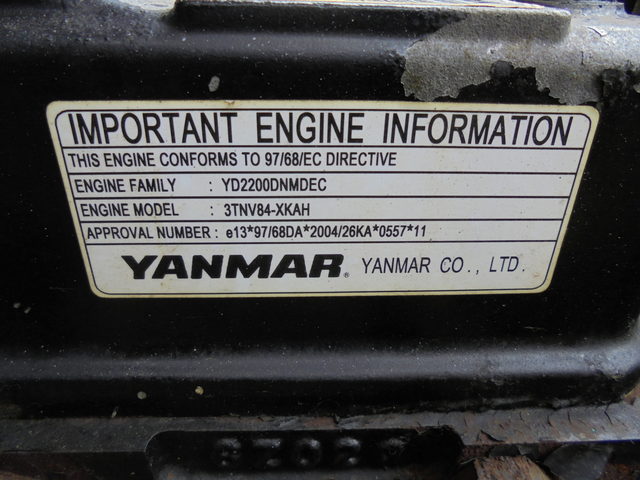 IMPORTANT ENGINE INFORMATION
THIS ENGINE CONFORMS TO 97/68/EC DIRECTIVE
ENGINE FAMILY : YD2200DNMDEC
ENGINE MODEL : 3TNV84-XKAH
APPROVAL NUMBER : e13*97/68DA*2004/26KA*0557*11
YANMAR® YANMAR CO., LTD.